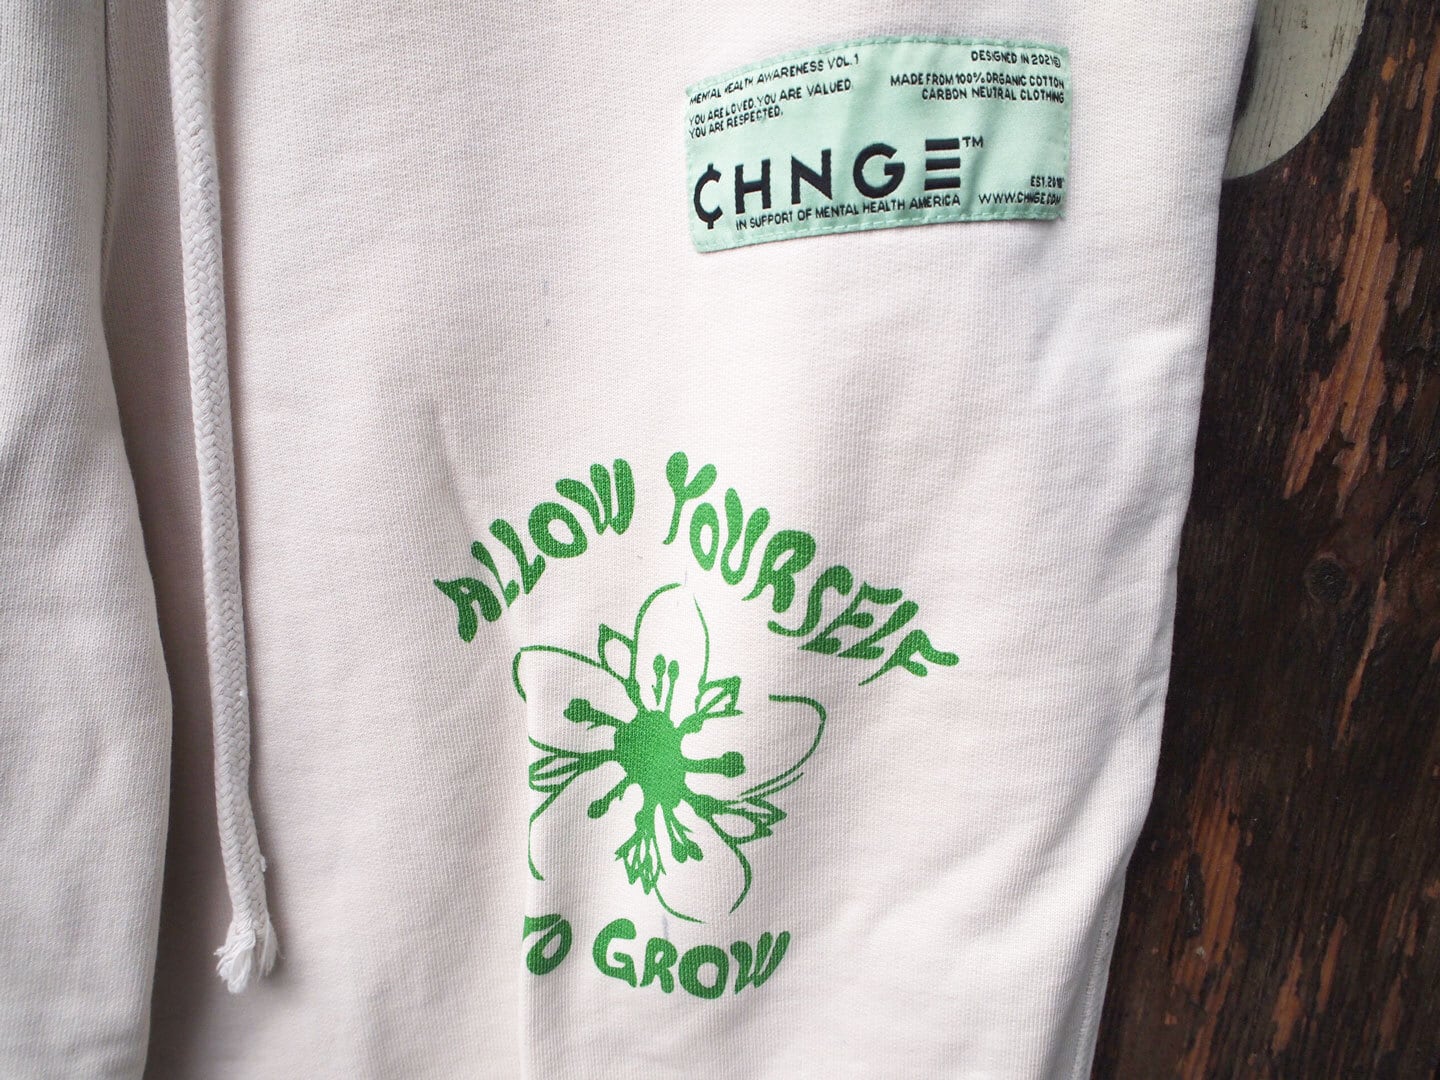 MENTAL HEALTH AWARENESS VOL.1
YOU ARE LOVED. YOU ARE VALUED.
YOU ARE RESPECTED.
DESIGNED IN 2021©
MADE FROM 100% ORGANIC COTTON
CARBON NEUTRAL CLOTHING
¢HNGE™
IN SUPPORT OF MENTAL HEALTH AMERICA
WWW.CHNGE.COM
ALLOW YOURSELF
TO GROW